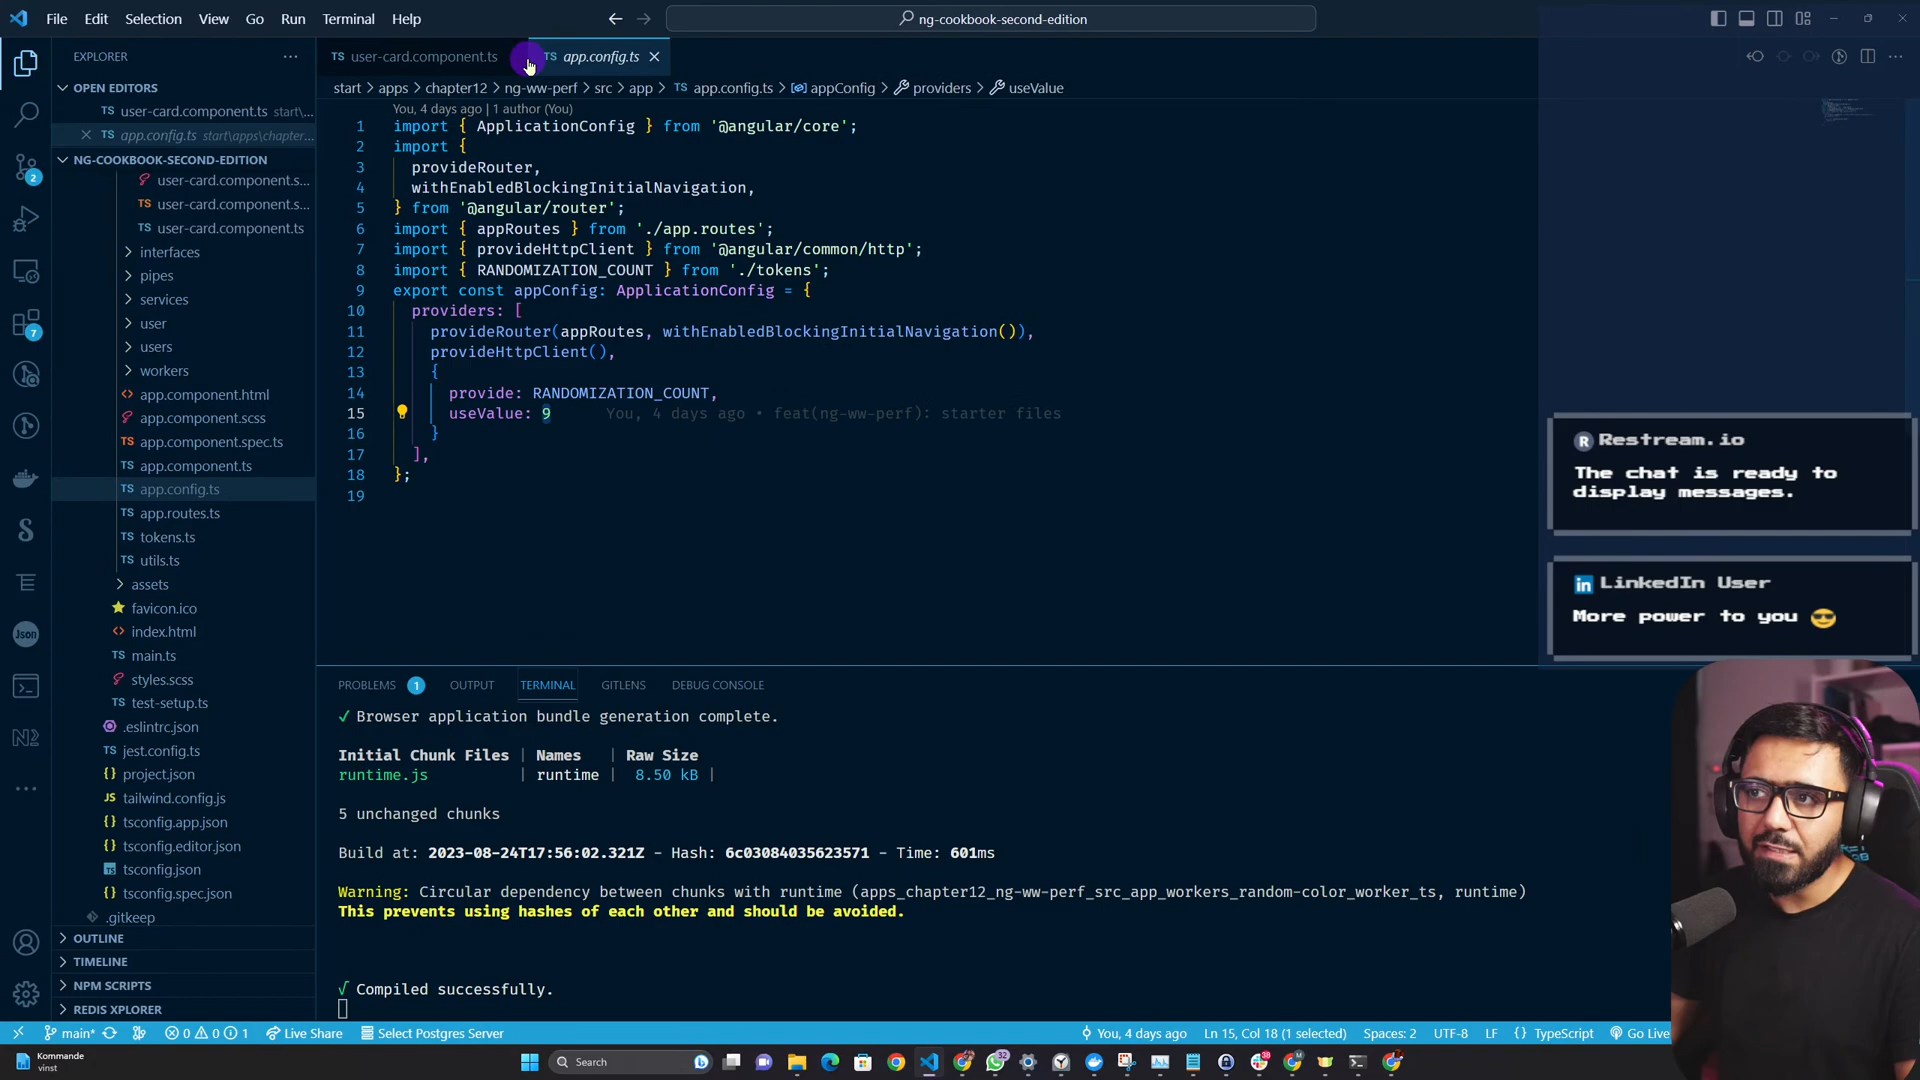 File Edit Selection View Go Run Terminal Help
ng-cookbook-second-edition
EXPLORER
OPEN EDITORS
user-card.component.ts start\...
app.config.ts start\apps\chapter...
NG-COOKBOOK-SECOND-EDITION
user-card.component.s...
user-card.component.s...
user-card.component.ts
interfaces
pipes
services
user
users
workers
app.component.html
app.component.scss
app.component.spec.ts
app.component.ts
app.config.ts
app.routes.ts
tokens.ts
utils.ts
assets
favicon.ico
index.html
main.ts
styles.scss
test-setup.ts
.eslintrc.json
jest.config.ts
project.json
tailwind.config.js
tsconfig.app.json
tsconfig.editor.json
tsconfig.json
tsconfig.spec.json
.gitkeep
OUTLINE
TIMELINE
NPM SCRIPTS
REDIS XPLORER
TS user-card.component.ts TS app.config.ts
start > apps > chapter12 > ng-ww-perf > src > app > TS app.config.ts > appConfig > providers > useValue
You, 4 days ago | 1 author (You)
1 import { ApplicationConfig } from '@angular/core';
2 import {
3 provideRouter,
4 withEnabledBlockingInitialNavigation,
5 } from '@angular/router';
6 import { appRoutes } from './app.routes';
7 import { provideHttpClient } from '@angular/common/http';
8 import { RANDOMIZATION_COUNT } from './tokens';
9 export const appConfig: ApplicationConfig = {
10 providers: [
11 provideRouter(appRoutes, withEnabledBlockingInitialNavigation()),
12 provideHttpClient(),
13 {
14 provide: RANDOMIZATION_COUNT,
15 useValue: 9 You, 4 days ago • feat(ng-ww-perf): starter files
16 }
17 ],
18 };
19
Restream.io
The chat is ready to
display messages.
LinkedIn User
More power to you 😎
PROBLEMS 1 OUTPUT TERMINAL GITLENS DEBUG CONSOLE
✓ Browser application bundle generation complete.
Initial Chunk Files | Names | Raw Size
runtime.js | runtime | 8.50 kB |
5 unchanged chunks
Build at: 2023-08-24T17:56:02.321Z - Hash: 6c03084035623571 - Time: 601ms
Warning: Circular dependency between chunks with runtime (apps_chapter12_ng-ww-perf_src_app_workers_random-color_worker_ts, runtime)
This prevents using hashes of each other and should be avoided.
√ Compiled successfully.
main* 0 0 1 Live Share Select Postgres Server You, 4 days ago Ln 15, Col 18 (1 selected) Spaces: 2 UTF-8 LF {} TypeScript Go Live
Kommande
vinst
Search